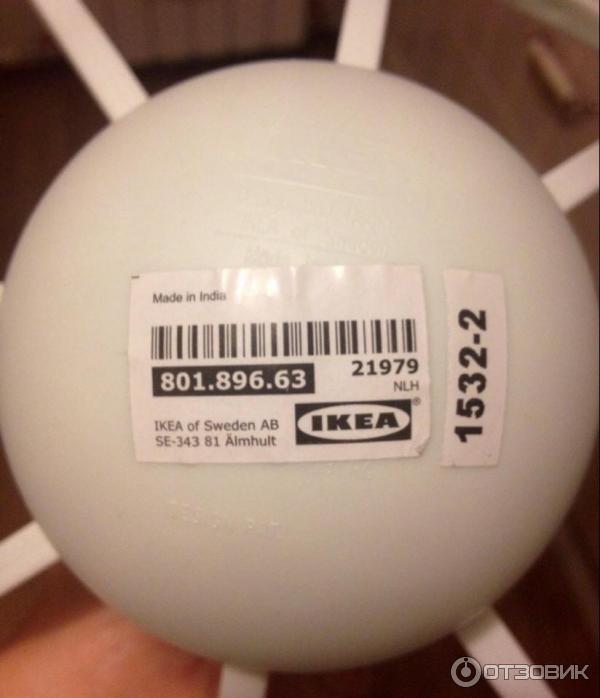 Made in India
801.896.63
21979
NLH
IKEA of Sweden AB
SE-343 81 Älmhult
IKEA®
1532-2
ОТЗОВИК